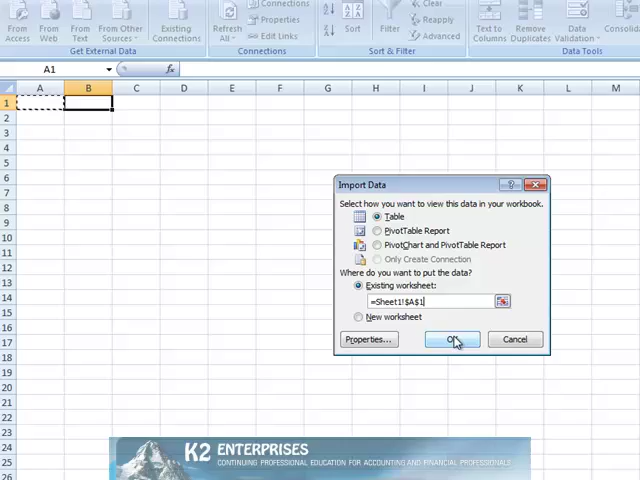 From Access
From Web
From Text
From Other Sources
Existing Connections
Get External Data
Refresh All
Connections
Properties
Edit Links
Connections
Sort
Filter
Clear
Reapply
Advanced
Sort & Filter
Text to Columns
Remove Duplicates
Data Validation
Data Tools
A1
fx
A B C D E F G H I J K L M
1
2
3
4
5
6
7
8
9
10
11
12
13
14
15
16
17
18
19
20
21
22
23
24
25
26
Import Data
Select how you want to view this data in your workbook.
Table
PivotTable Report
PivotChart and PivotTable Report
Only Create Connection
Where do you want to put the data?
Existing worksheet:
=Sheet1!$A$1
New worksheet
Properties...
OK
Cancel
K2 ENTERPRISES
CONTINUING PROFESSIONAL EDUCATION FOR ACCOUNTING AND FINANCIAL PROFESSIONALS